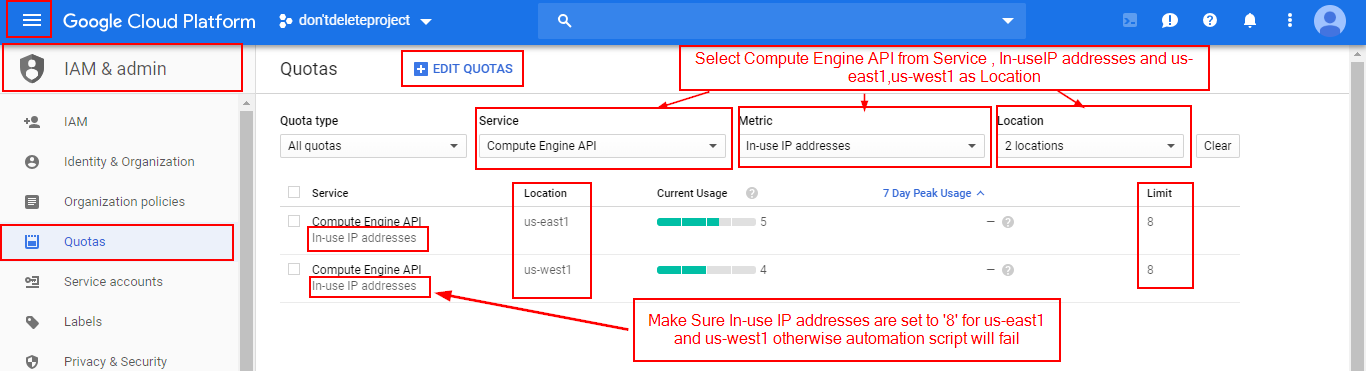 Google Cloud Platform
don'tdeleteproject
IAM & admin
Quotas
EDIT QUOTAS
Select Compute Engine API from Service , In-useIP addresses and us-
east1,us-west1 as Location
IAM
Identity & Organization
Organization policies
Quotas
Service accounts
Labels
Privacy & Security
Quota type
Service
Metric
Location
All quotas
Compute Engine API
In-use IP addresses
2 locations
Clear
Service
Location
Current Usage
7 Day Peak Usage
Limit
Compute Engine API
In-use IP addresses
us-east1
5
–
8
Compute Engine API
In-use IP addresses
us-west1
4
–
8
Make Sure In-use IP addresses are set to '8' for us-east1
and us-west1 otherwise automation script will fail